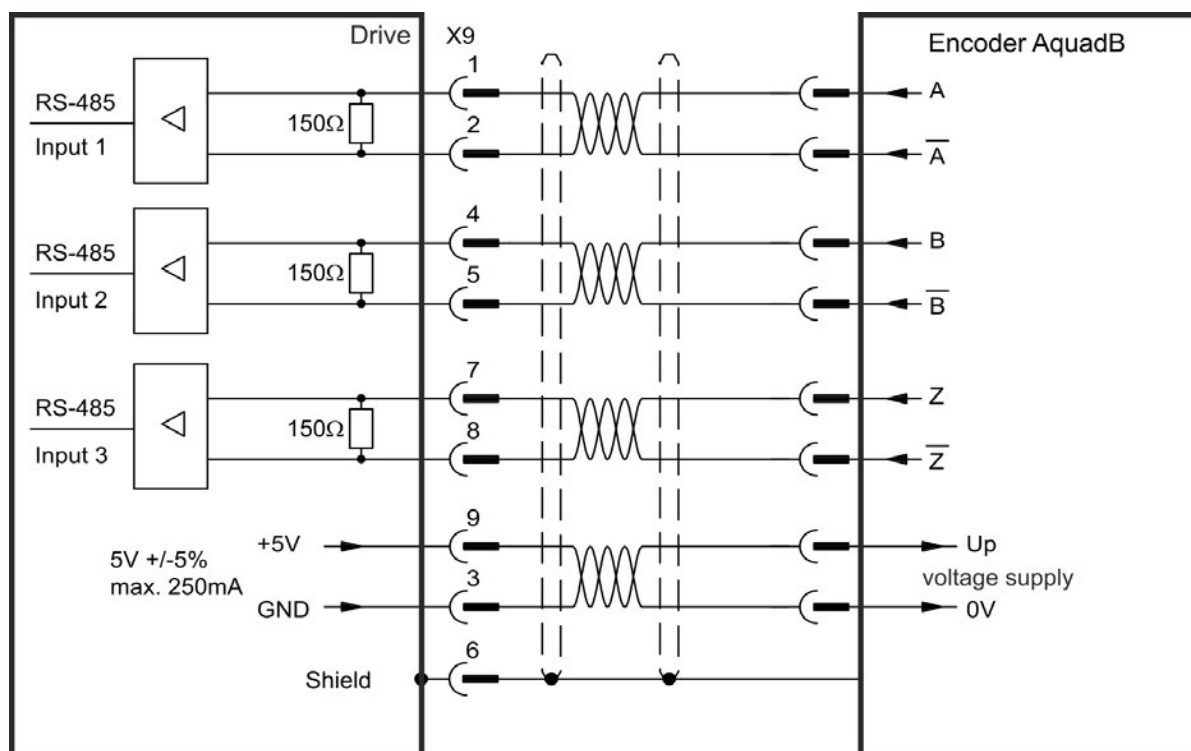 Drive
X9
Encoder AquadB
1
RS-485
150Ω
A
2
Input 1
A̅
4
RS-485
150Ω
B
5
Input 2
B̅
7
RS-485
150Ω
Z
8
Input 3
Z̅
9
+5V
Up
5V +/-5%
max. 250mA
voltage supply
3
GND
0V
6
Shield